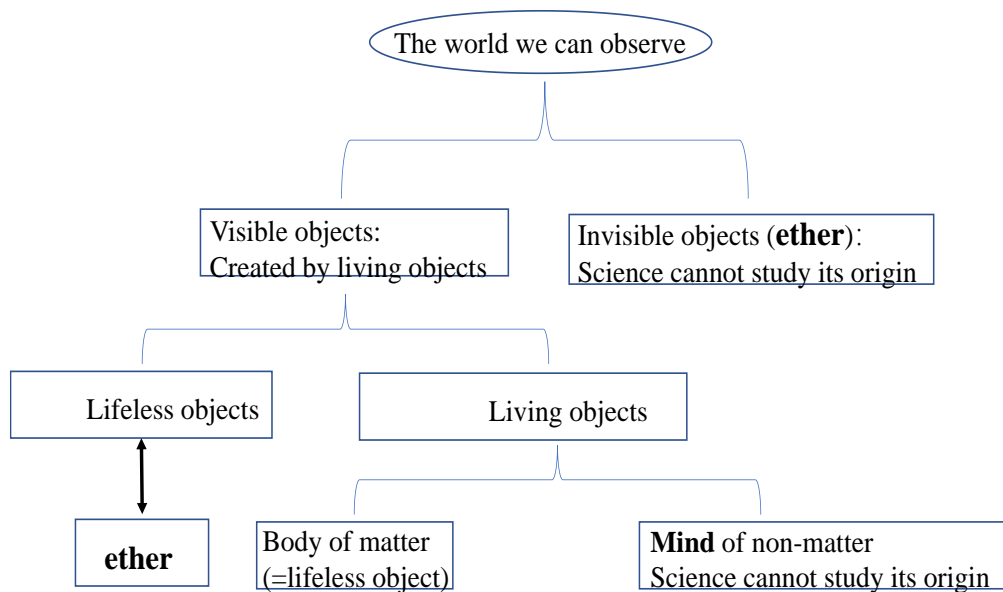 The world we can observe
Visible objects:
Created by living objects
Invisible objects (ether):
Science cannot study its origin
Lifeless objects
Living objects
ether
Body of matter
(=lifeless object)
Mind of non-matter
Science cannot study its origin